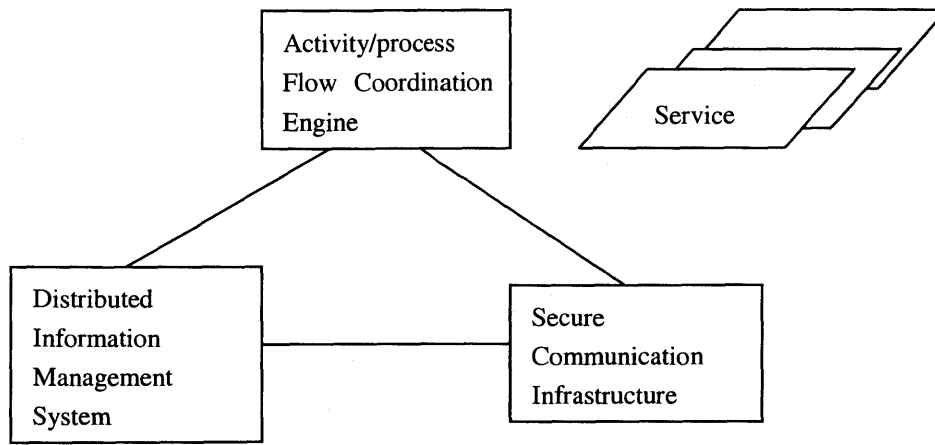 Activity/process
Flow Coordination
Engine
Service
Distributed
Information
Management
System
Secure
Communication
Infrastructure